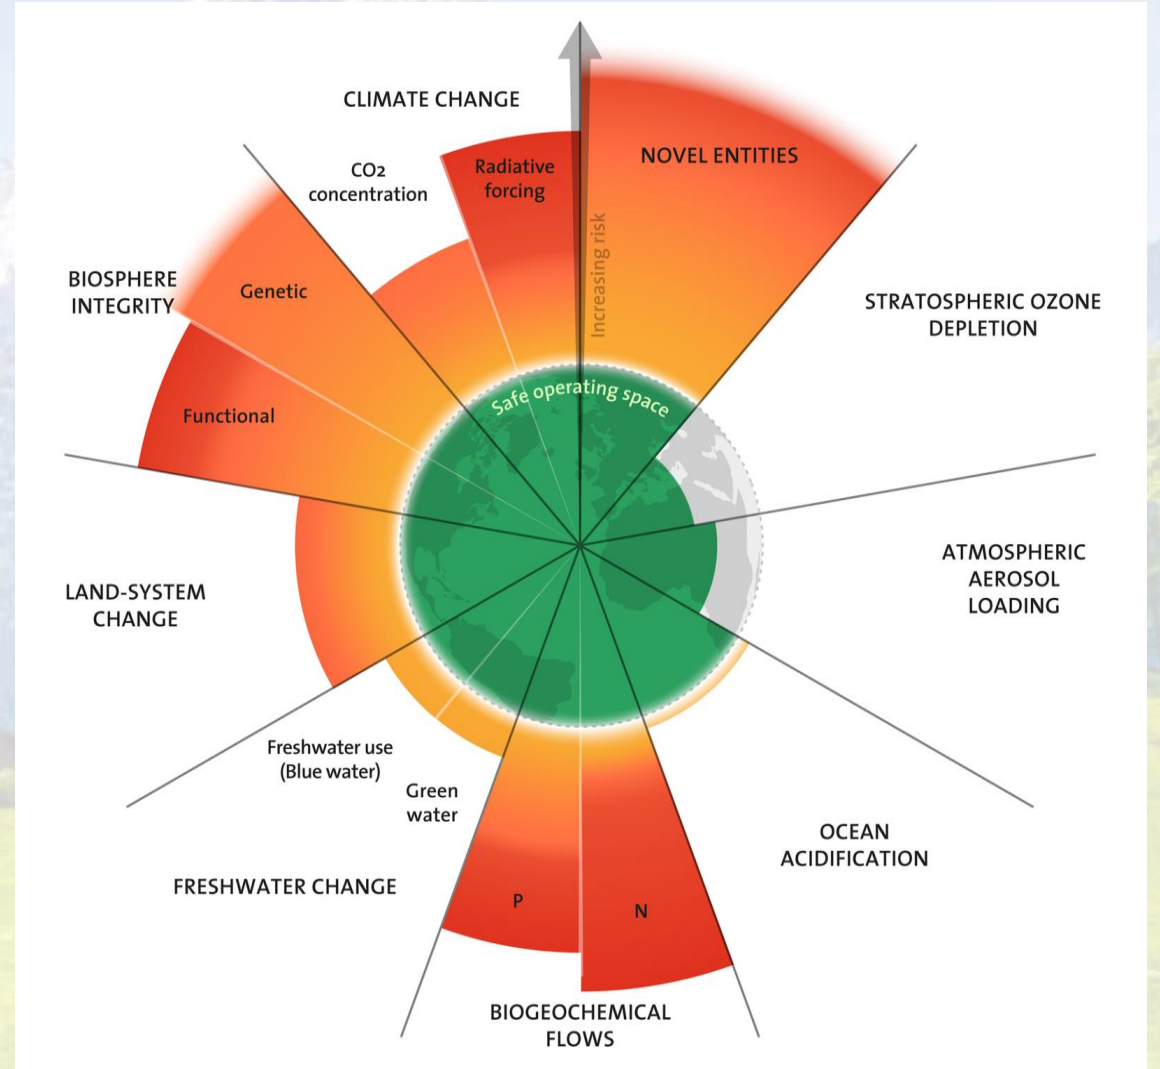 CLIMATE CHANGE
CO2
concentration
Radiative
forcing
NOVEL ENTITIES
Increasing risk
BIOSPHERE
INTEGRITY
Genetic
Functional
STRATOSPHERIC OZONE
DEPLETION
Safe operating space
ATMOSPHERIC
AEROSOL
LOADING
LAND-SYSTEM
CHANGE
Freshwater use
(Blue water)
Green
water
FRESHWATER CHANGE
OCEAN
ACIDIFICATION
P
N
BIOGEOCHEMICAL
FLOWS